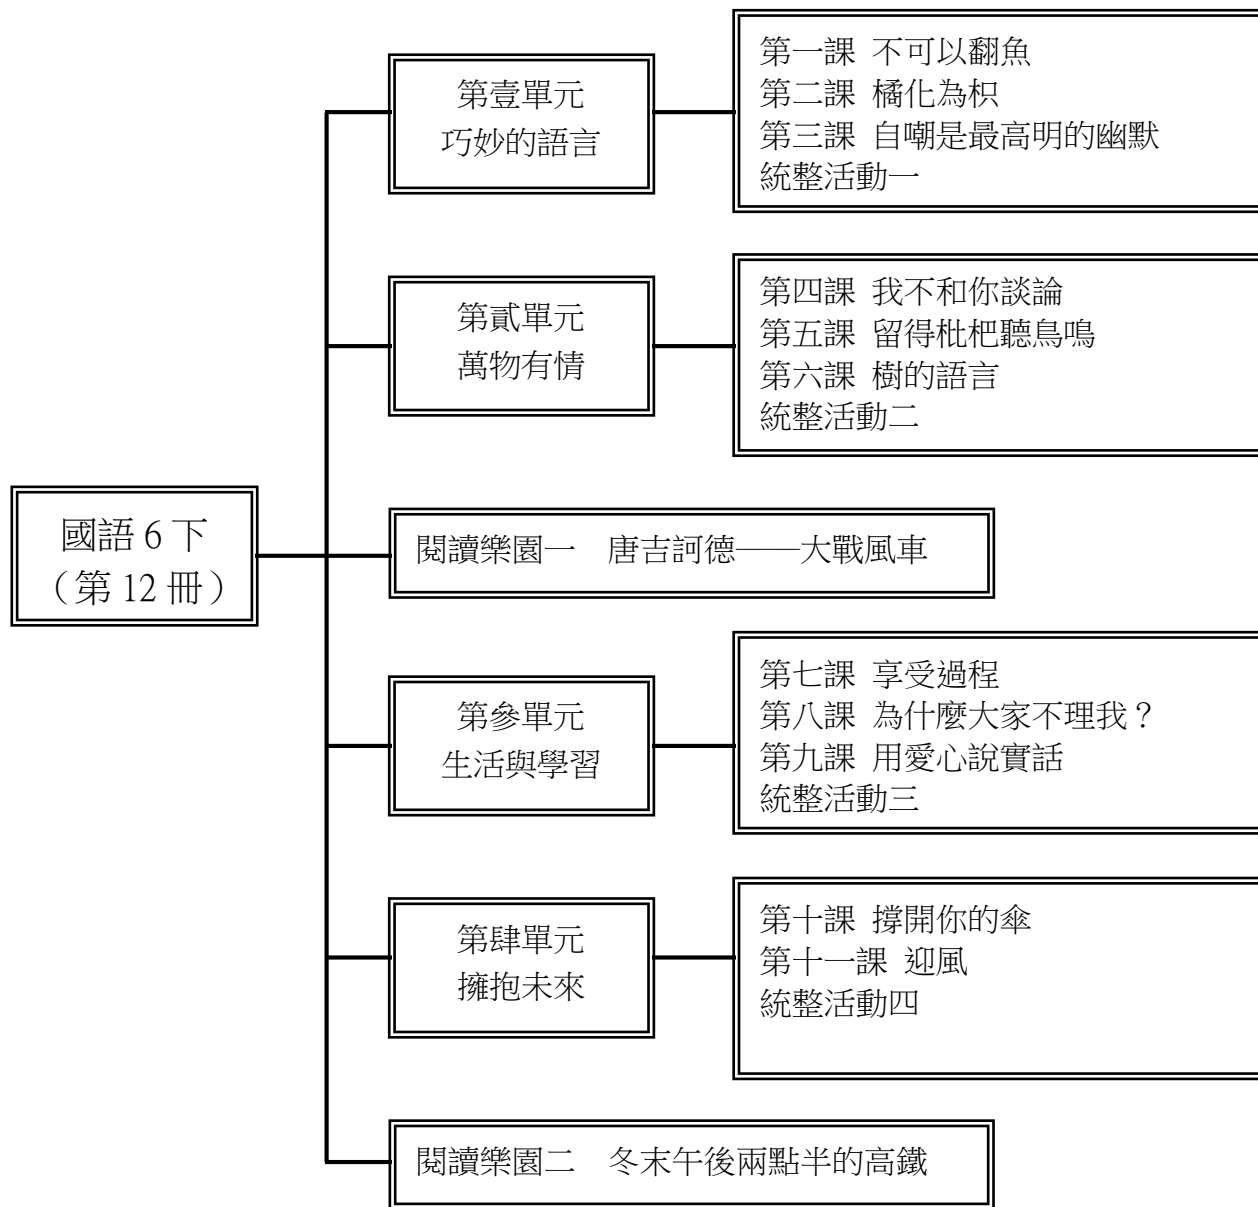 國語 6 下
（第 12 冊）
第壹單元
巧妙的語言
第一課 不可以翻魚
第二課 橘化為枳
第三課 自嘲是最高明的幽默
統整活動一
第貳單元
萬物有情
第四課 我不和你談論
第五課 留得枇杷聽鳥鳴
第六課 樹的語言
統整活動二
閱讀樂園一　唐吉訶德——大戰風車
第參單元
生活與學習
第七課 享受過程
第八課 為什麼大家不理我？
第九課 用愛心說實話
統整活動三
第肆單元
擁抱未來
第十課 撐開你的傘
第十一課 迎風
統整活動四
閱讀樂園二　冬末午後兩點半的高鐵